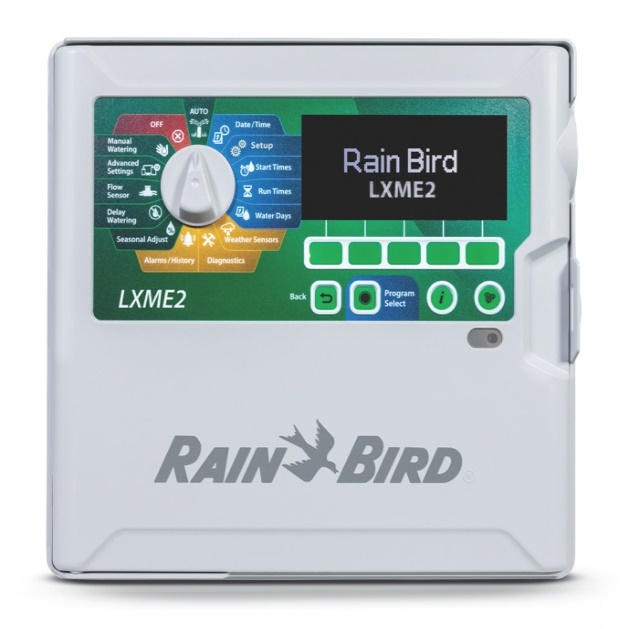 AUTO
OFF
Date/Time
Manual
Watering
Setup
Advanced
Settings
Start Times
Flow
Sensor
Run Times
Delay
Watering
Water Days
Seasonal Adjust
Weather Sensors
Alarms/History
Diagnostics
Rain Bird
LXME2
LXME2
Back
Program
Select
i
RAIN BIRD